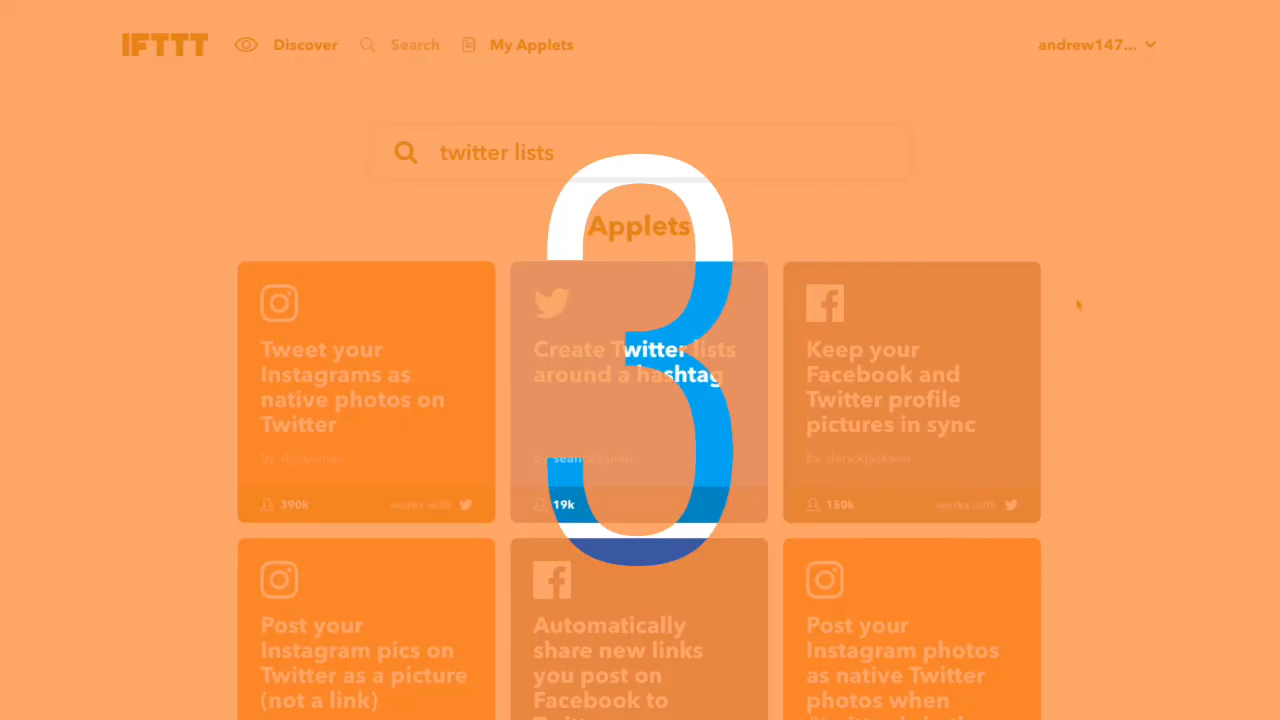 IFTTT Discover Search My Applets andrew147...
twitter lists
3
Applets
Tweet your
Instagrams as
native photos on
Twitter
by
390k works with
Create Twitter lists
around a hashtag
by
19k
Keep your
Facebook and
Twitter profile
pictures in sync
by derickjackson
150k works with
Post your
Instagram pics on
Twitter as a picture
(not a link)
Automatically
share new links
you post on
Facebook to
Post your
Instagram photos
as native Twitter
photos when